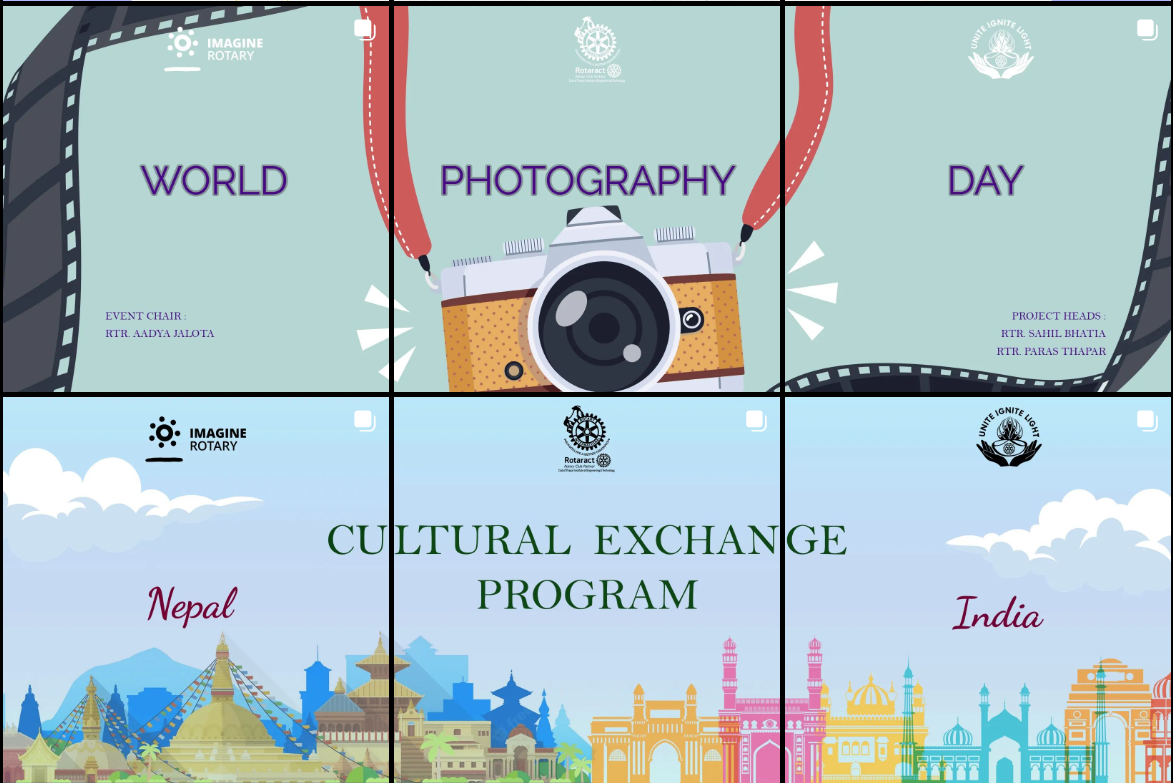 IMAGINE
ROTARY
Rotaract
UNITE IGNITE LIGHT
WORLD
PHOTOGRAPHY
DAY
EVENT CHAIR :
RTR. AADYA JALOTA
PROJECT HEADS :
RTR. SAHIL BHATIA
RTR. PARAS THAPAR
IMAGINE
ROTARY
Rotaract
UNITE IGNITE LIGHT
CULTURAL EXCHANGE
PROGRAM
Nepal
India